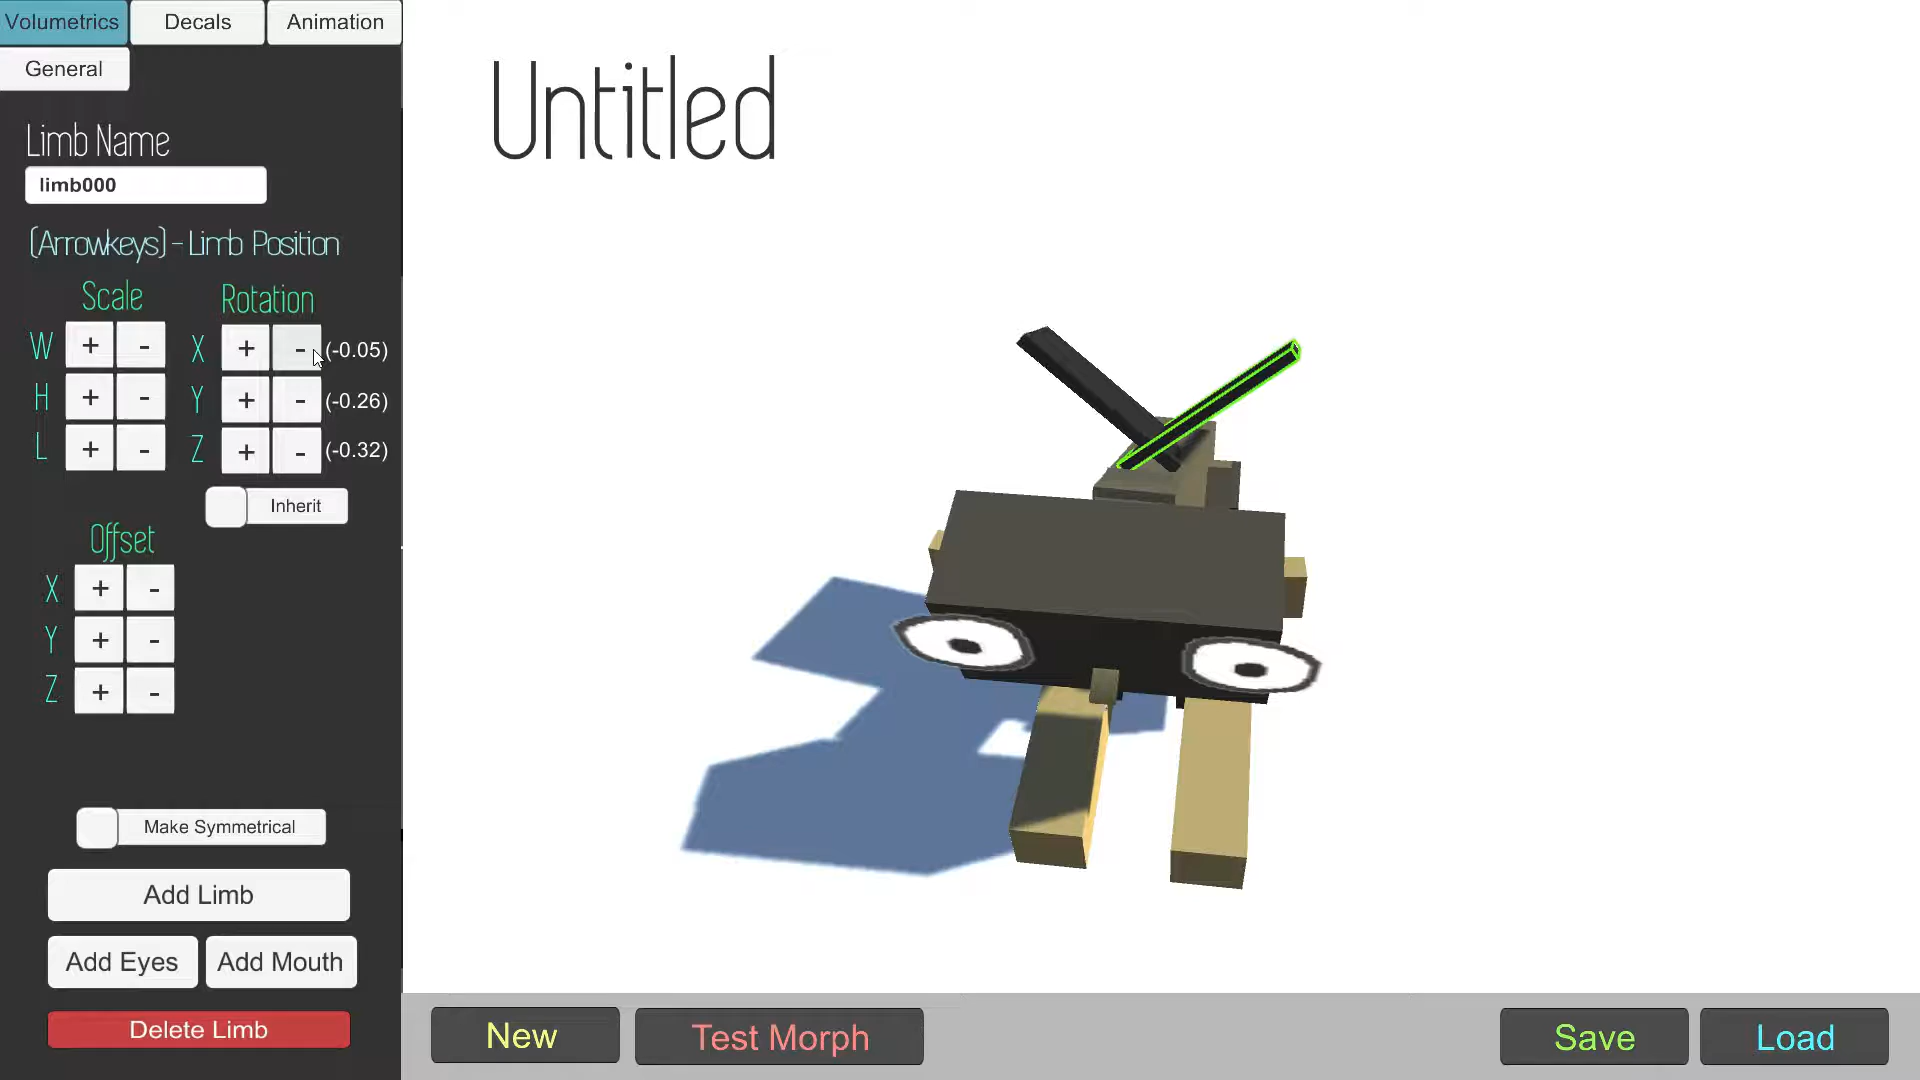 Volumetrics Decals Animation
General
Untitled
Limb Name
limb000
(Arrowkeys) - Limb Position
Scale Rotation
W + - X + - (-0.05)
H + - Y + - (-0.26)
L + - Z + - (-0.32)
Inherit
Offset
X + -
Y + -
Z + -
Make Symmetrical
Add Limb
Add Eyes Add Mouth
Delete Limb
New Test Morph Save Load